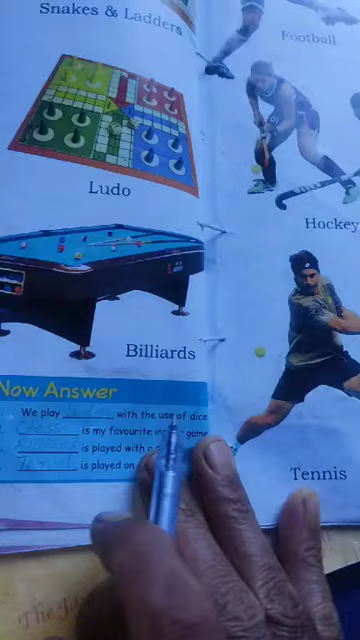 Snakes & Ladders
Football
Ludo
Hockey
Billiards
Now Answer
We play with the use of dice
is my favourite game
is played with
is played on
Tennis